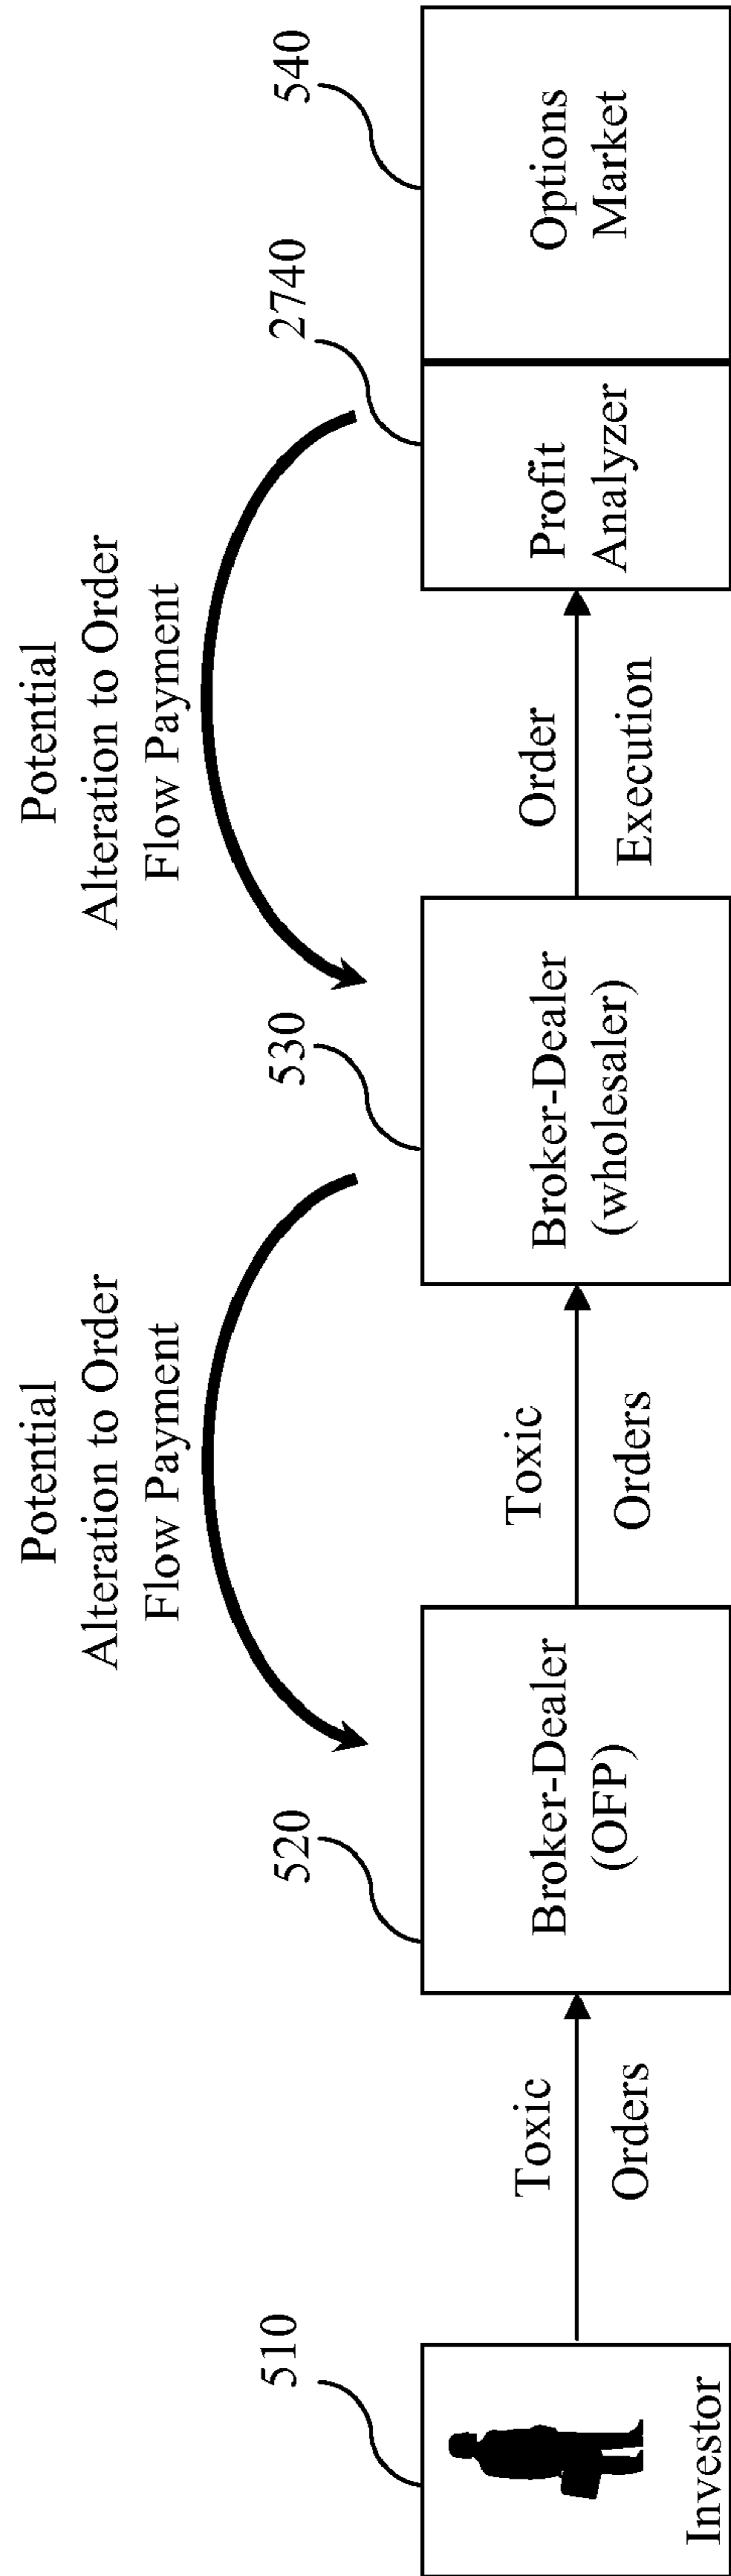 Potential
Alteration to Order
Flow Payment
Potential
Alteration to Order
Flow Payment
510
520
530
2740
540
Investor
Toxic
Orders
Broker-Dealer
(OFP)
Toxic
Orders
Broker-Dealer
(wholesaler)
Order
Execution
Profit
Analyzer
Options
Market